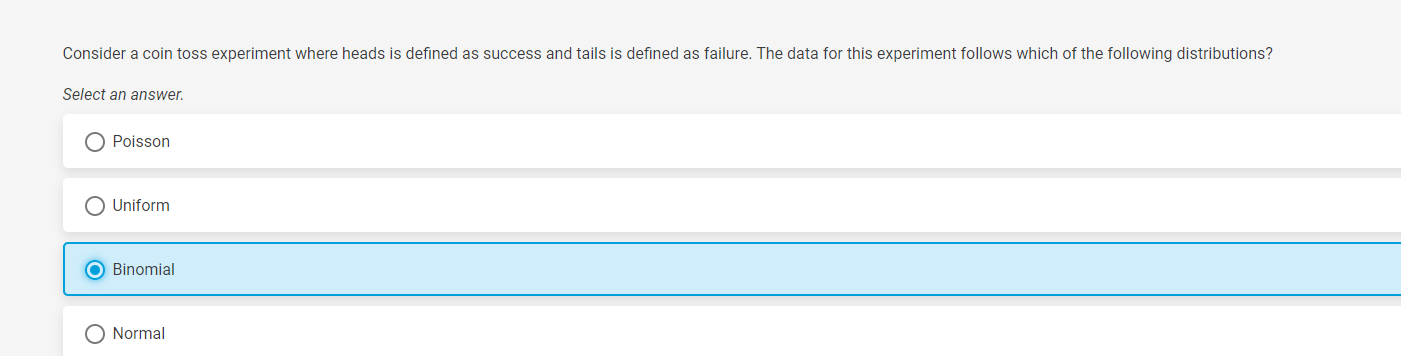 Consider a coin toss experiment where heads is defined as success and tails is defined as failure. The data for this experiment follows which of the following distributions?
Select an answer.
Poisson
Uniform
Binomial
Normal